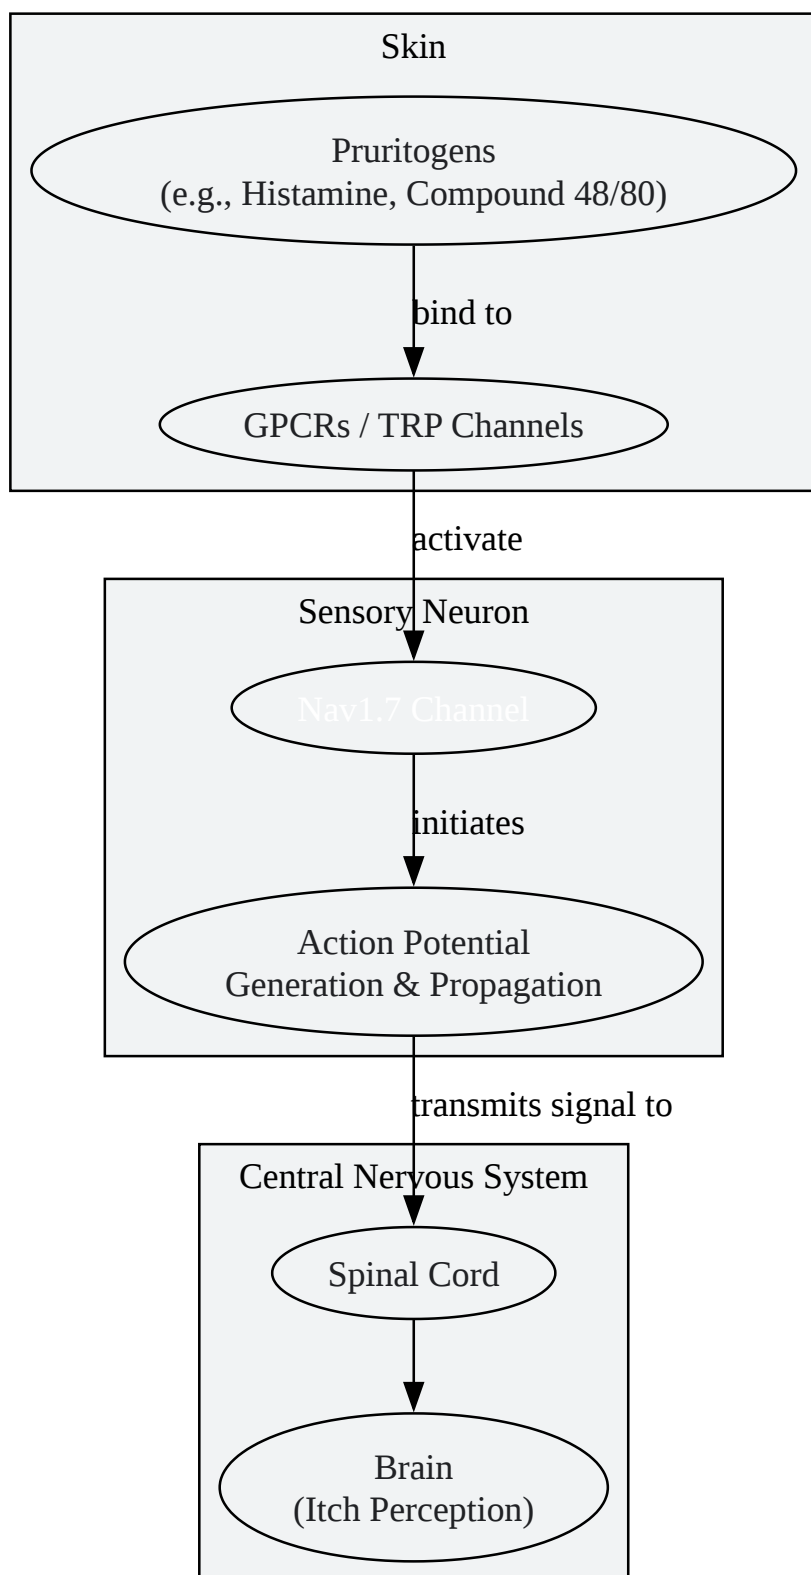 Skin
Pruritogens
(e.g., Histamine, Compound 48/80)
bind to
GPCRs / TRP Channels
activate
Sensory Neuron
Nav1.7 Channel
initiates
Action Potential
Generation & Propagation
transmits signal to
Central Nervous System
Spinal Cord
Brain
(Itch Perception)